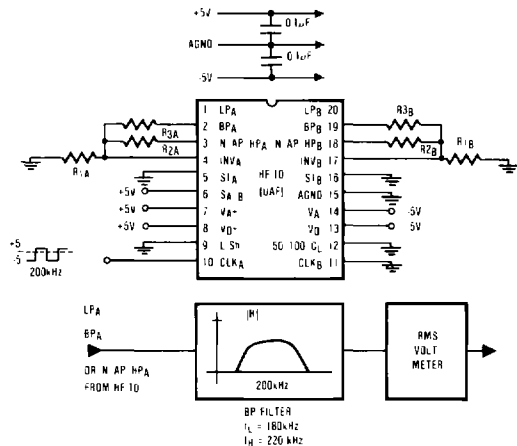 +5V
0.1µF
AGND
0.1µF
-5V
1 LPA
LPB 20
2 BPA
BPB 19
3 N AP HPA
N AP HPB 18
4 INVA
INVB 17
5 S1A
S1B 16
6 SA B
AGND 15
7 VA+
VA 14
8 VD+
VD 13
9 L Sh
50 100 CL 12
10 CLKA
CLKB 11
HF 10
(UAF)
R3A
R2A
R1A
R3B
R2B
R1B
+5V
+5V
+5V
-5V
5V
+5
-5
200kHz
LPA
BPA
OR N AP HPA
FROM HF 10
|H|
200kHz
BP FILTER
fL = 180kHz
fH = 220 kHz
RMS
VOLT
METER